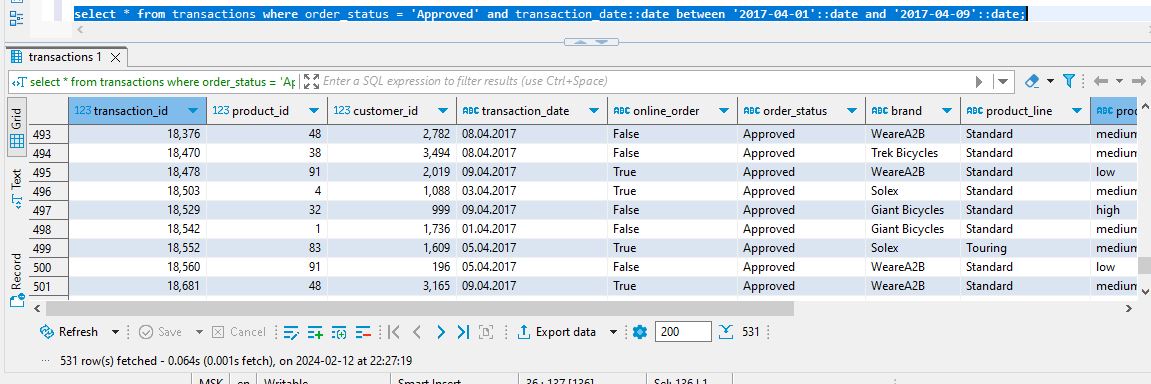 select * from transactions where order_status = 'Approved' and transaction_date::date between '2017-04-01'::date and '2017-04-09'::date;
transactions 1
select * from transactions where order_status = 'Ap Enter a SQL expression to filter results (use Ctrl+Space)
Grid
Text
Record
123 transaction_id 123 product_id 123 customer_id ABC transaction_date ABC online_order ABC order_status ABC brand ABC product_line ABC proc
493 18,376 48 2,782 08.04.2017 False Approved WeareA2B Standard medium
494 18,470 38 3,494 08.04.2017 False Approved Trek Bicycles Standard medium
495 18,478 91 2,019 09.04.2017 True Approved WeareA2B Standard low
496 18,503 4 1,088 03.04.2017 True Approved Solex Standard medium
497 18,529 32 999 09.04.2017 False Approved Giant Bicycles Standard high
498 18,542 1 1,736 01.04.2017 False Approved Giant Bicycles Standard medium
499 18,552 83 1,609 05.04.2017 True Approved Solex Touring medium
500 18,560 91 196 05.04.2017 False Approved WeareA2B Standard low
501 18,681 48 3,165 09.04.2017 True Approved WeareA2B Standard medium
Refresh Save Cancel Export data 200 531
531 row(s) fetched - 0.064s (0.001s fetch), on 2024-02-12 at 22:27:19
MSK en Writable Smart Insert 36 : 137 [136] Sel: 136 | 1